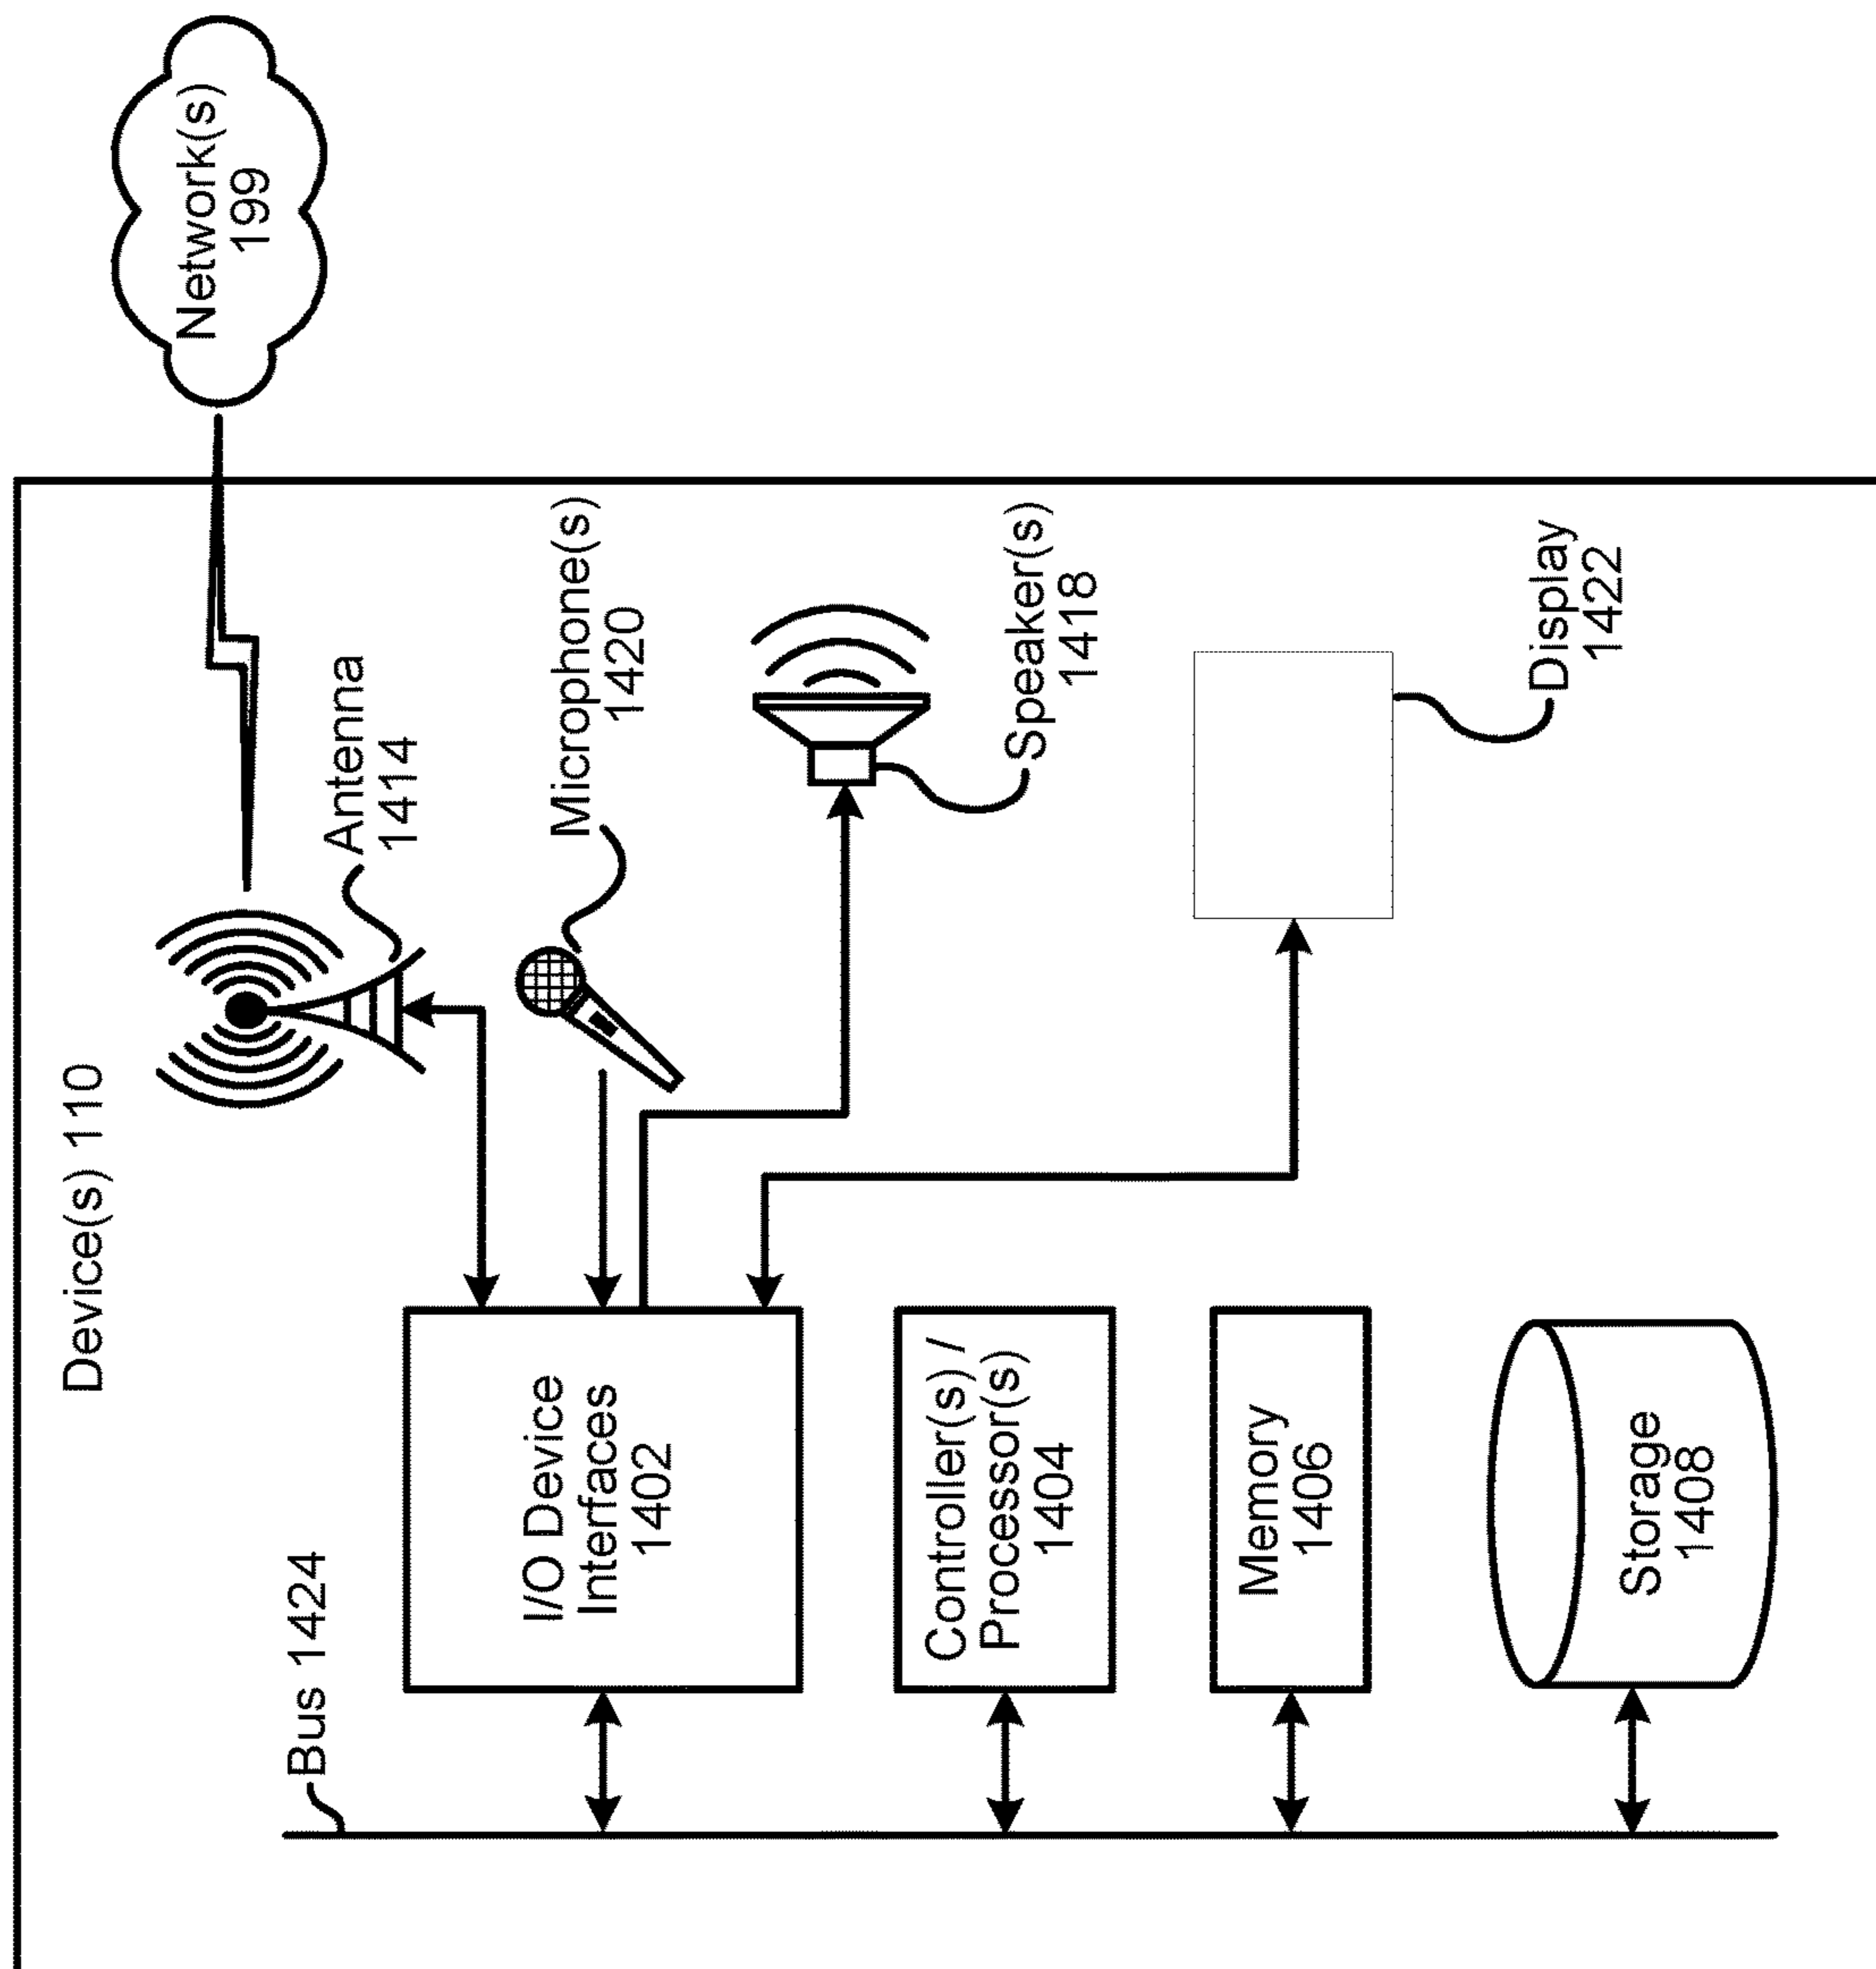 Device(s) 110
Network(s)
199
Bus 1424
Antenna
1414
I/O Device
Interfaces
1402
Microphone(s)
1420
Controller(s) /
Processor(s)
1404
Speaker(s)
1418
Memory
1406
Display
1422
Storage
1408